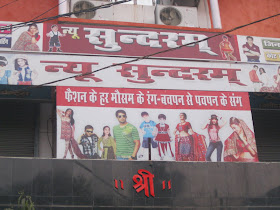 श्री
न्यू सुन्दरम्
न्यू सुन्दरम्
फैशन के हर मौसम के रंग-बचपन से पचपन के संग
॥ श्री ॥